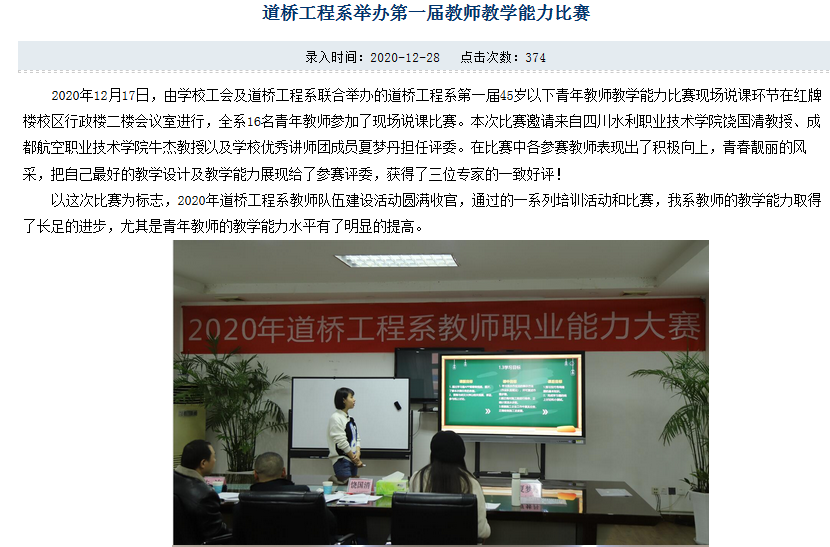 道桥工程系举办第一届教师教学能力比赛
录入时间：2020-12-28 点击次数：374
2020年12月17日，由学校工会及道桥工程系联合举办的道桥工程系第一届45岁以下青年教师教学能力比赛现场说课环节在红牌
楼校区行政楼二楼会议室进行，全系16名青年教师参加了现场说课比赛。本次比赛邀请来自四川水利职业技术学院饶国清教授、成
都航空职业技术学院牛杰教授以及学校优秀讲师团成员夏梦丹担任评委。在比赛中各参赛教师表现出了积极向上，青春靓丽的风
采，把自己最好的教学设计及教学能力展现给了参赛评委，获得了三位专家的一致好评！
以这次比赛为标志，2020年道桥工程系教师队伍建设活动圆满收官，通过的一系列培训活动和比赛，我系教师的教学能力取得
了长足的进步，尤其是青年教师的教学能力水平有了明显的提高。
2020年道桥工程系教师职业能力大赛
1.2学习目标
饶国清